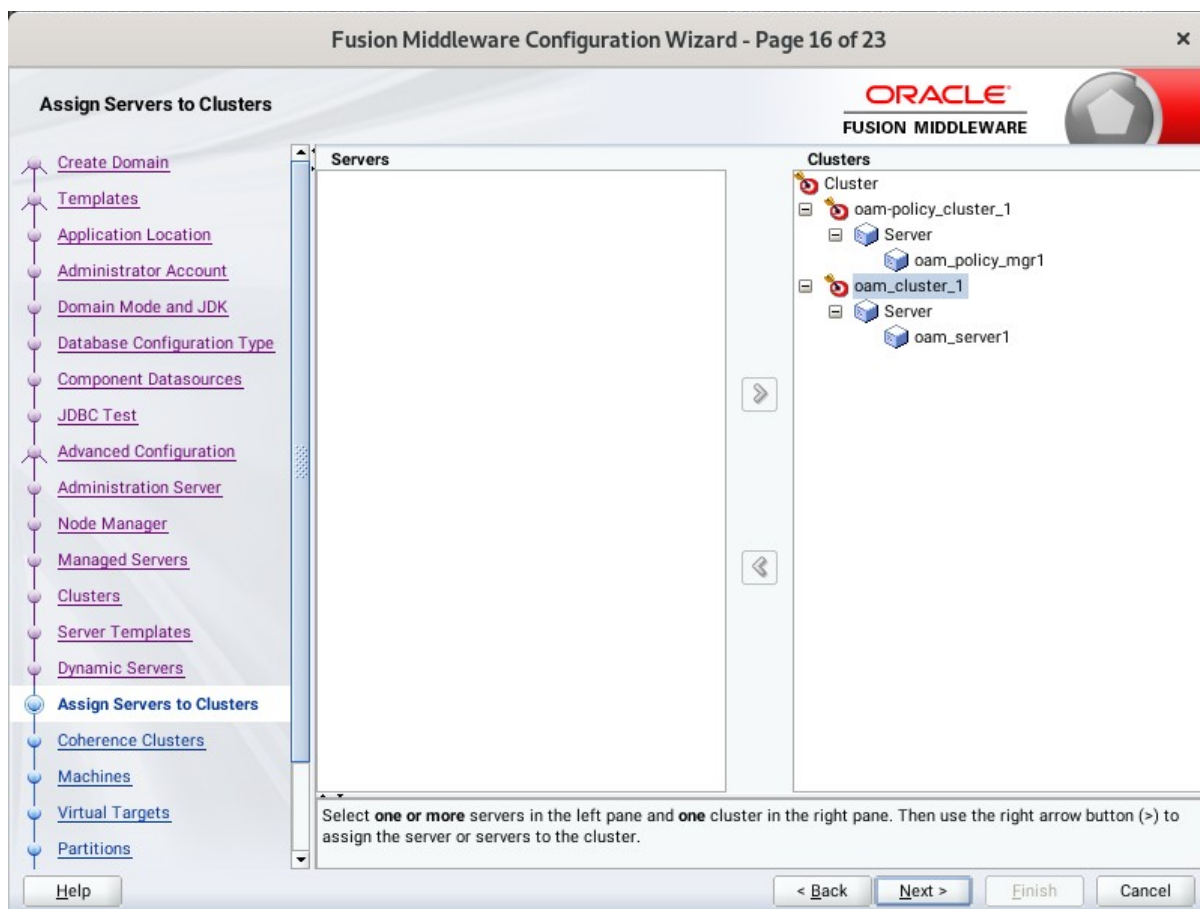 Fusion Middleware Configuration Wizard - Page 16 of 23
Assign Servers to Clusters
ORACLE
FUSION MIDDLEWARE
Create Domain
Templates
Application Location
Administrator Account
Domain Mode and JDK
Database Configuration Type
Component Datasources
JDBC Test
Advanced Configuration
Administration Server
Node Manager
Managed Servers
Clusters
Server Templates
Dynamic Servers
Assign Servers to Clusters
Coherence Clusters
Machines
Virtual Targets
Partitions
Servers
Clusters
Cluster
oam-policy_cluster_1
Server
oam_policy_mgr1
oam_cluster_1
Server
oam_server1
Select one or more servers in the left pane and one cluster in the right pane. Then use the right arrow button (>) to
assign the server or servers to the cluster.
Help
< Back
Next >
Finish
Cancel